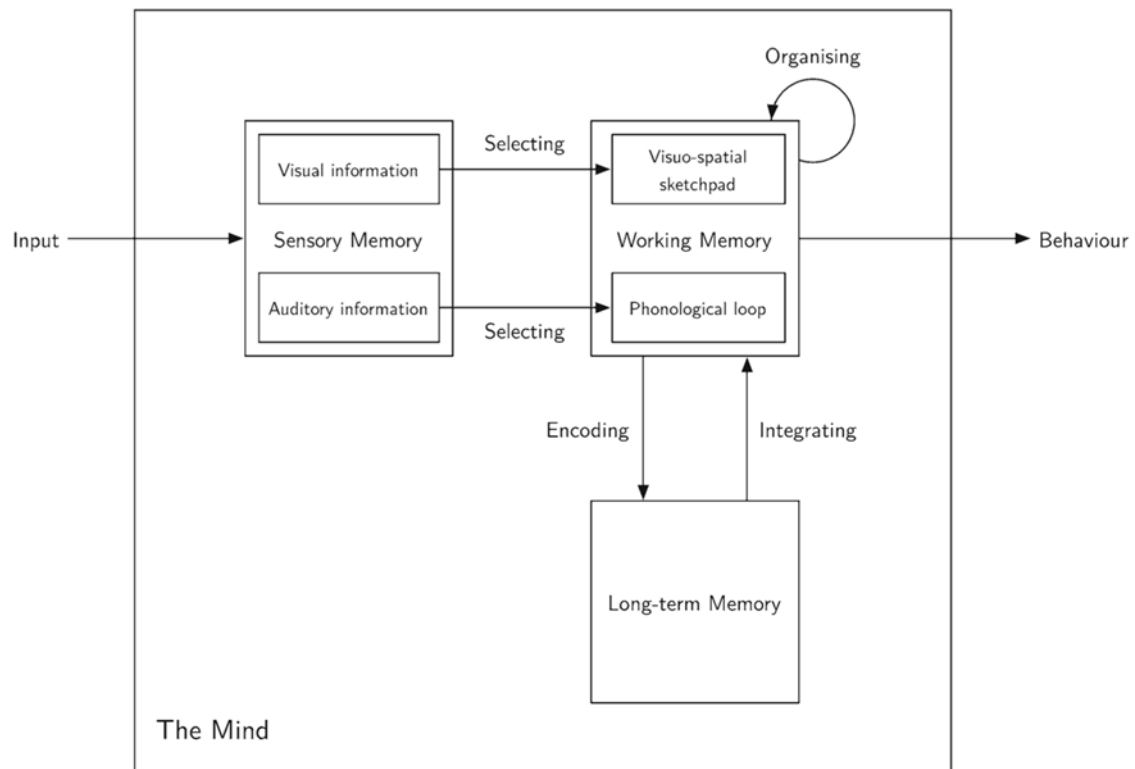 Organising
Selecting
Visual information
Visuo-spatial
sketchpad
Input
Sensory Memory
Working Memory
Behaviour
Auditory information
Phonological loop
Selecting
Encoding
Integrating
Long-term Memory
The Mind